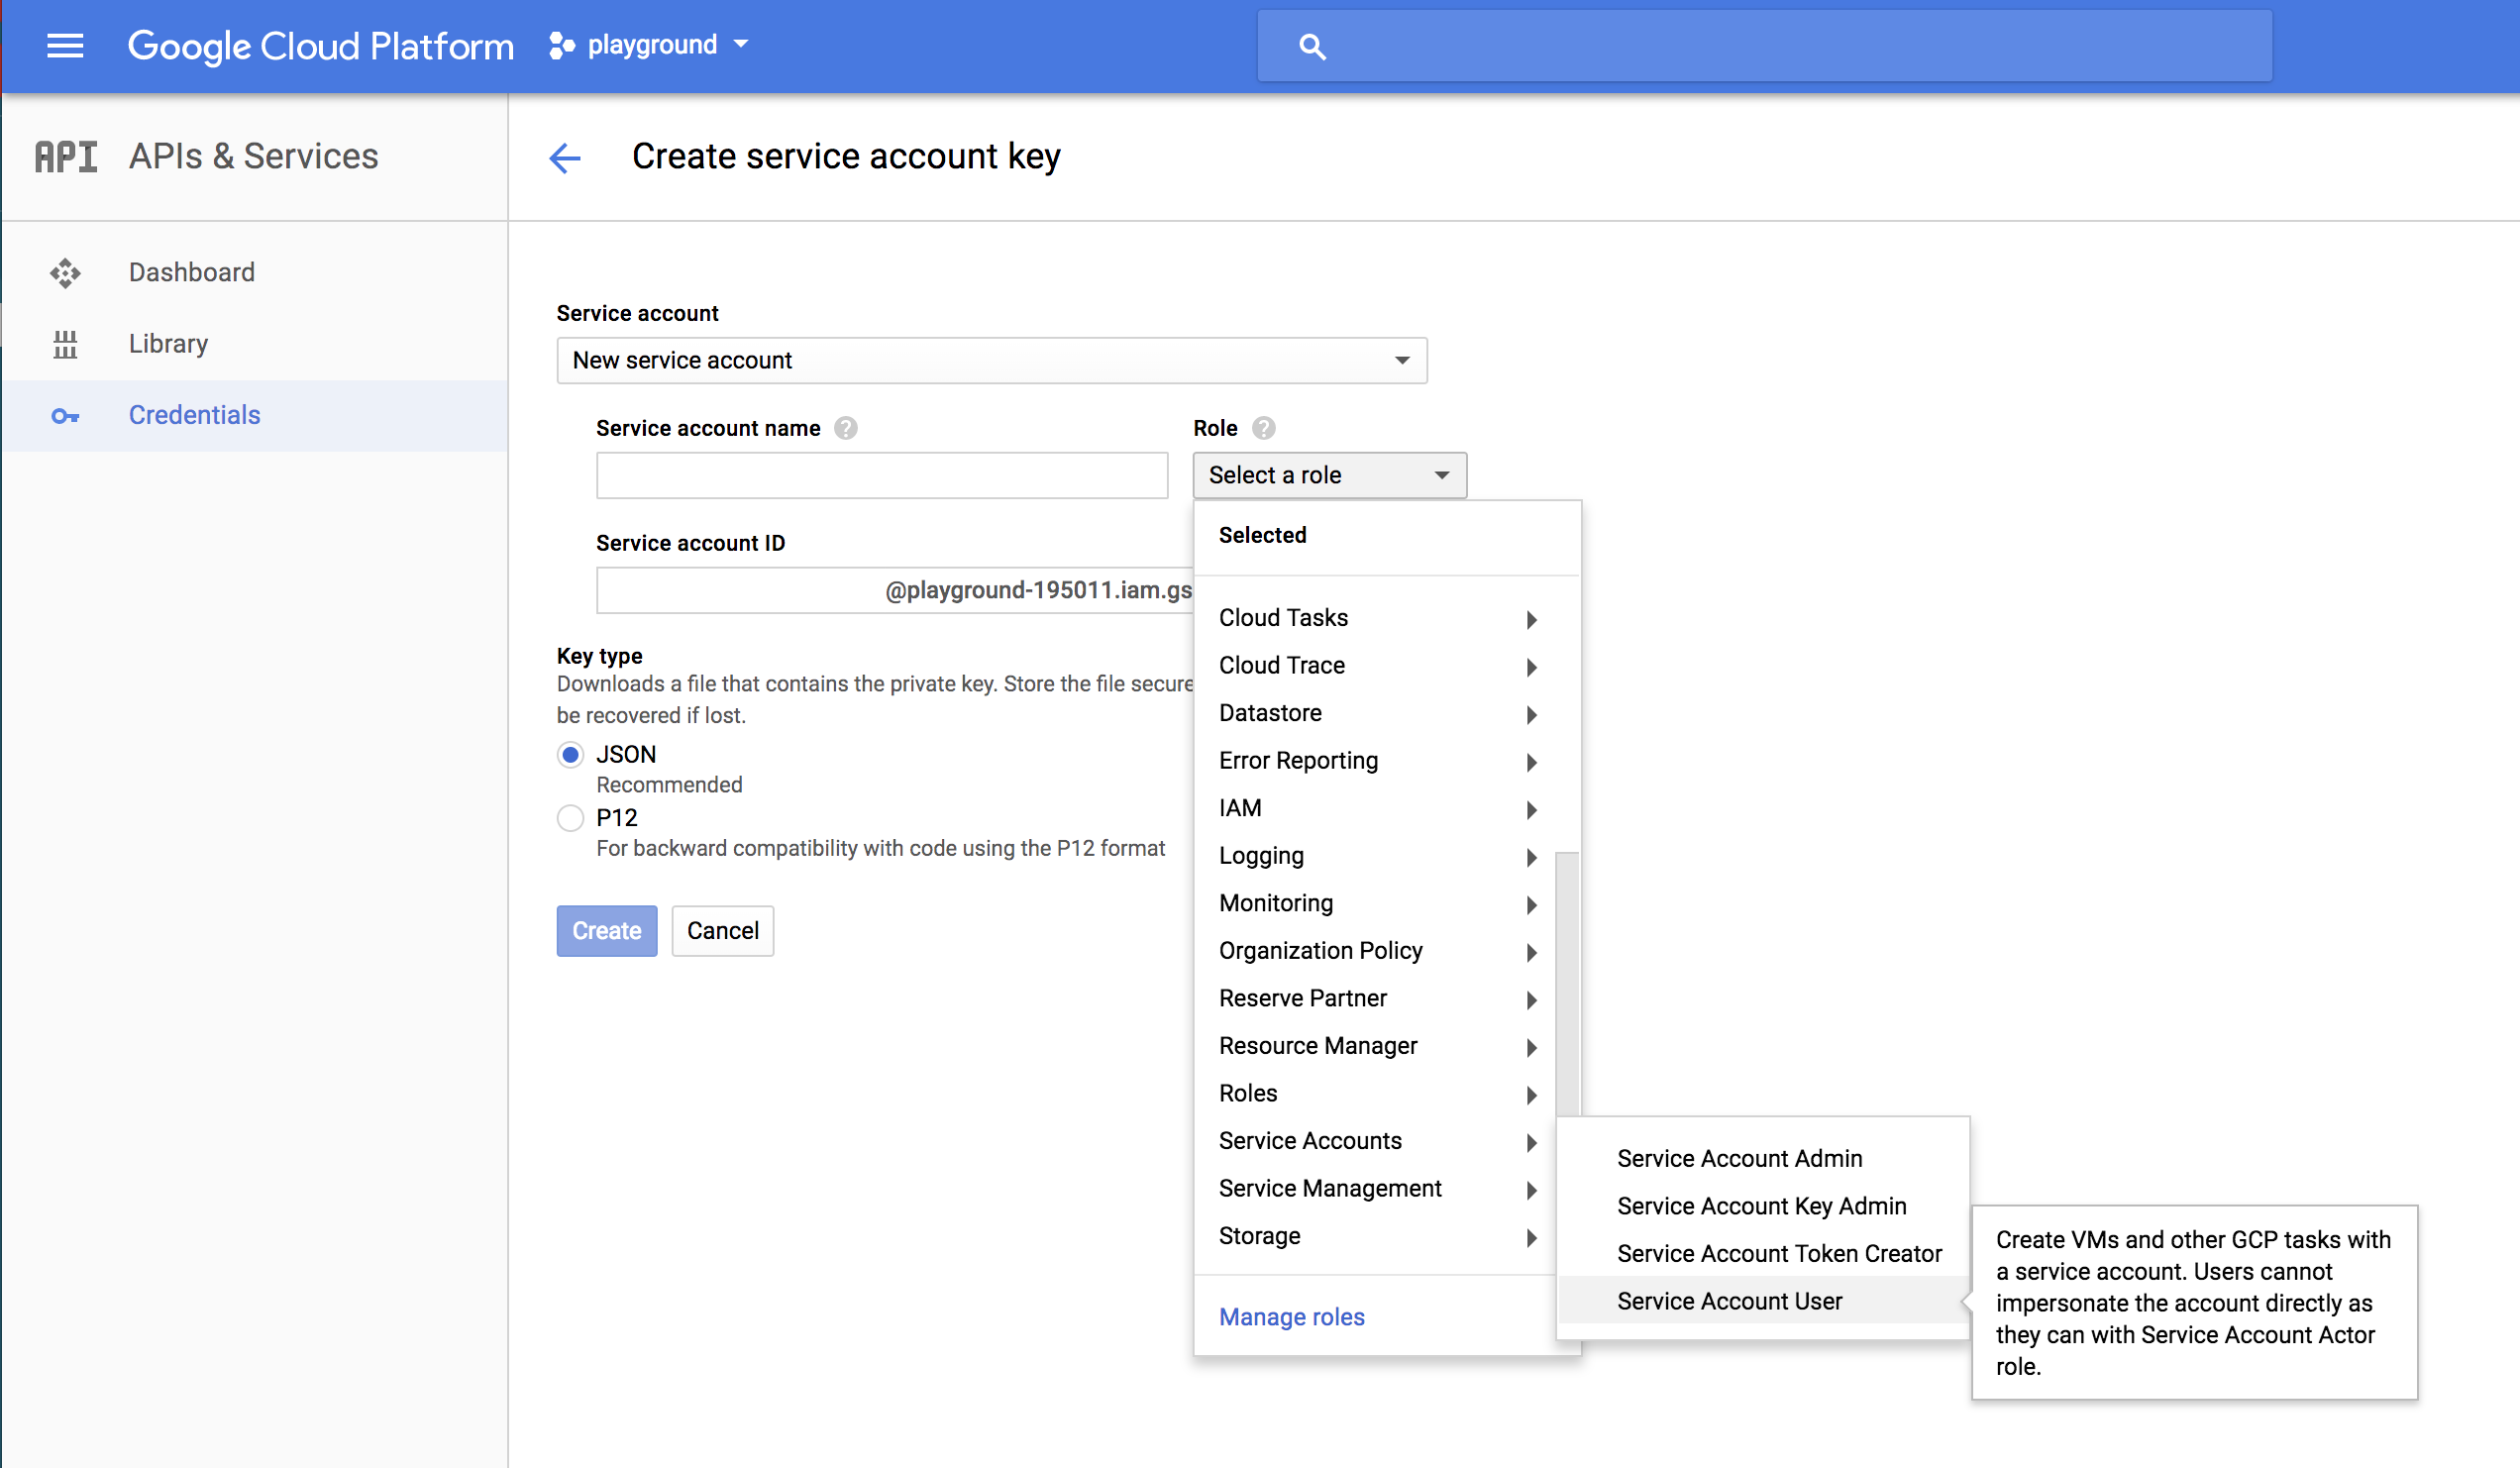 Google Cloud Platform
playground
API
APIs & Services
Create service account key
Dashboard
Library
Credentials
Service account
New service account
Service account name ?
Role ?
Select a role
Service account ID
@playground-195011.iam.gs
Key type
Downloads a file that contains the private key. Store the file secure
be recovered if lost.
JSON
Recommended
P12
For backward compatibility with code using the P12 format
Create
Cancel
Selected
Cloud Tasks
Cloud Trace
Datastore
Error Reporting
IAM
Logging
Monitoring
Organization Policy
Reserve Partner
Resource Manager
Roles
Service Accounts
Service Management
Storage
Manage roles
Service Account Admin
Service Account Key Admin
Service Account Token Creator
Service Account User
Create VMs and other GCP tasks with
a service account. Users cannot
impersonate the account directly as
they can with Service Account Actor
role.